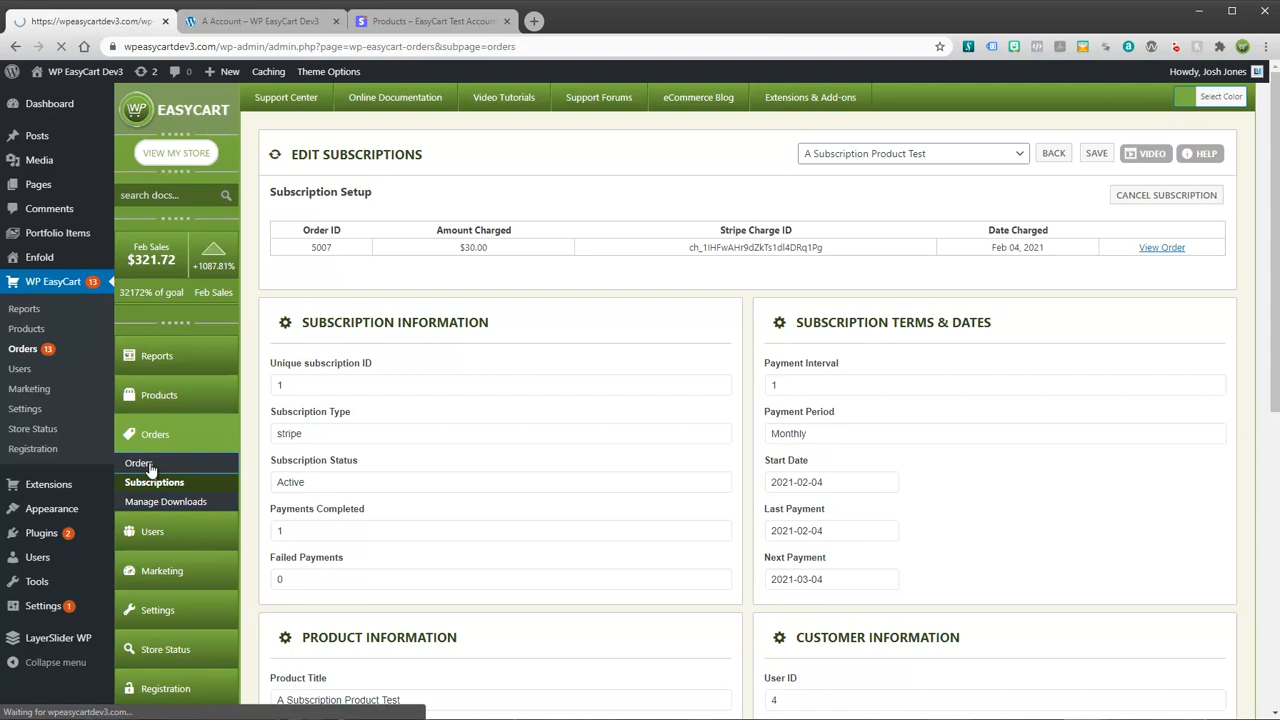 https://wpeasycartdev3.com/wp-
A Account – WP EasyCart Dev3
Products – EasyCart Test Accoun
wpeasycartdev3.com/wp-admin/admin.php?page=wp-easycart-orders&subpage=orders
WP EasyCart Dev3
2
1
New
Caching
Theme Options
Howdy, Josh Jones
Dashboard
Posts
Media
Pages
Comments
Portfolio Items
Enfold
WP EasyCart 13
Reports
Products
Orders 13
Users
Marketing
Settings
Store Status
Registration
Extensions
Appearance
Plugins 2
Users
Tools
Settings 1
LayerSlider WP
Collapse menu
WP EASYCART
VIEW MY STORE
search docs...
Feb Sales
$321.72
+1087.81%
32172% of goal
Feb Sales
Reports
Products
Orders
Orders
Subscriptions
Manage Downloads
Users
Marketing
Settings
Store Status
Registration
Support Center
Online Documentation
Video Tutorials
Support Forums
eCommerce Blog
Extensions & Add-ons
Select Color
EDIT SUBSCRIPTIONS
A Subscription Product Test
BACK
SAVE
VIDEO
HELP
Subscription Setup
CANCEL SUBSCRIPTION
Order ID Amount Charged Stripe Charge ID Date Charged
5007 $30.00 ch_1IHFwAHr9dZkTs1dl4DRq1Pg Feb 04, 2021 View Order
SUBSCRIPTION INFORMATION
Unique subscription ID
1
Subscription Type
stripe
Subscription Status
Active
Payments Completed
1
Failed Payments
0
SUBSCRIPTION TERMS & DATES
Payment Interval
1
Payment Period
Monthly
Start Date
2021-02-04
Last Payment
2021-02-04
Next Payment
2021-03-04
PRODUCT INFORMATION
Product Title
A Subscription Product Test
CUSTOMER INFORMATION
User ID
4
Waiting for wpeasycartdev3.com...